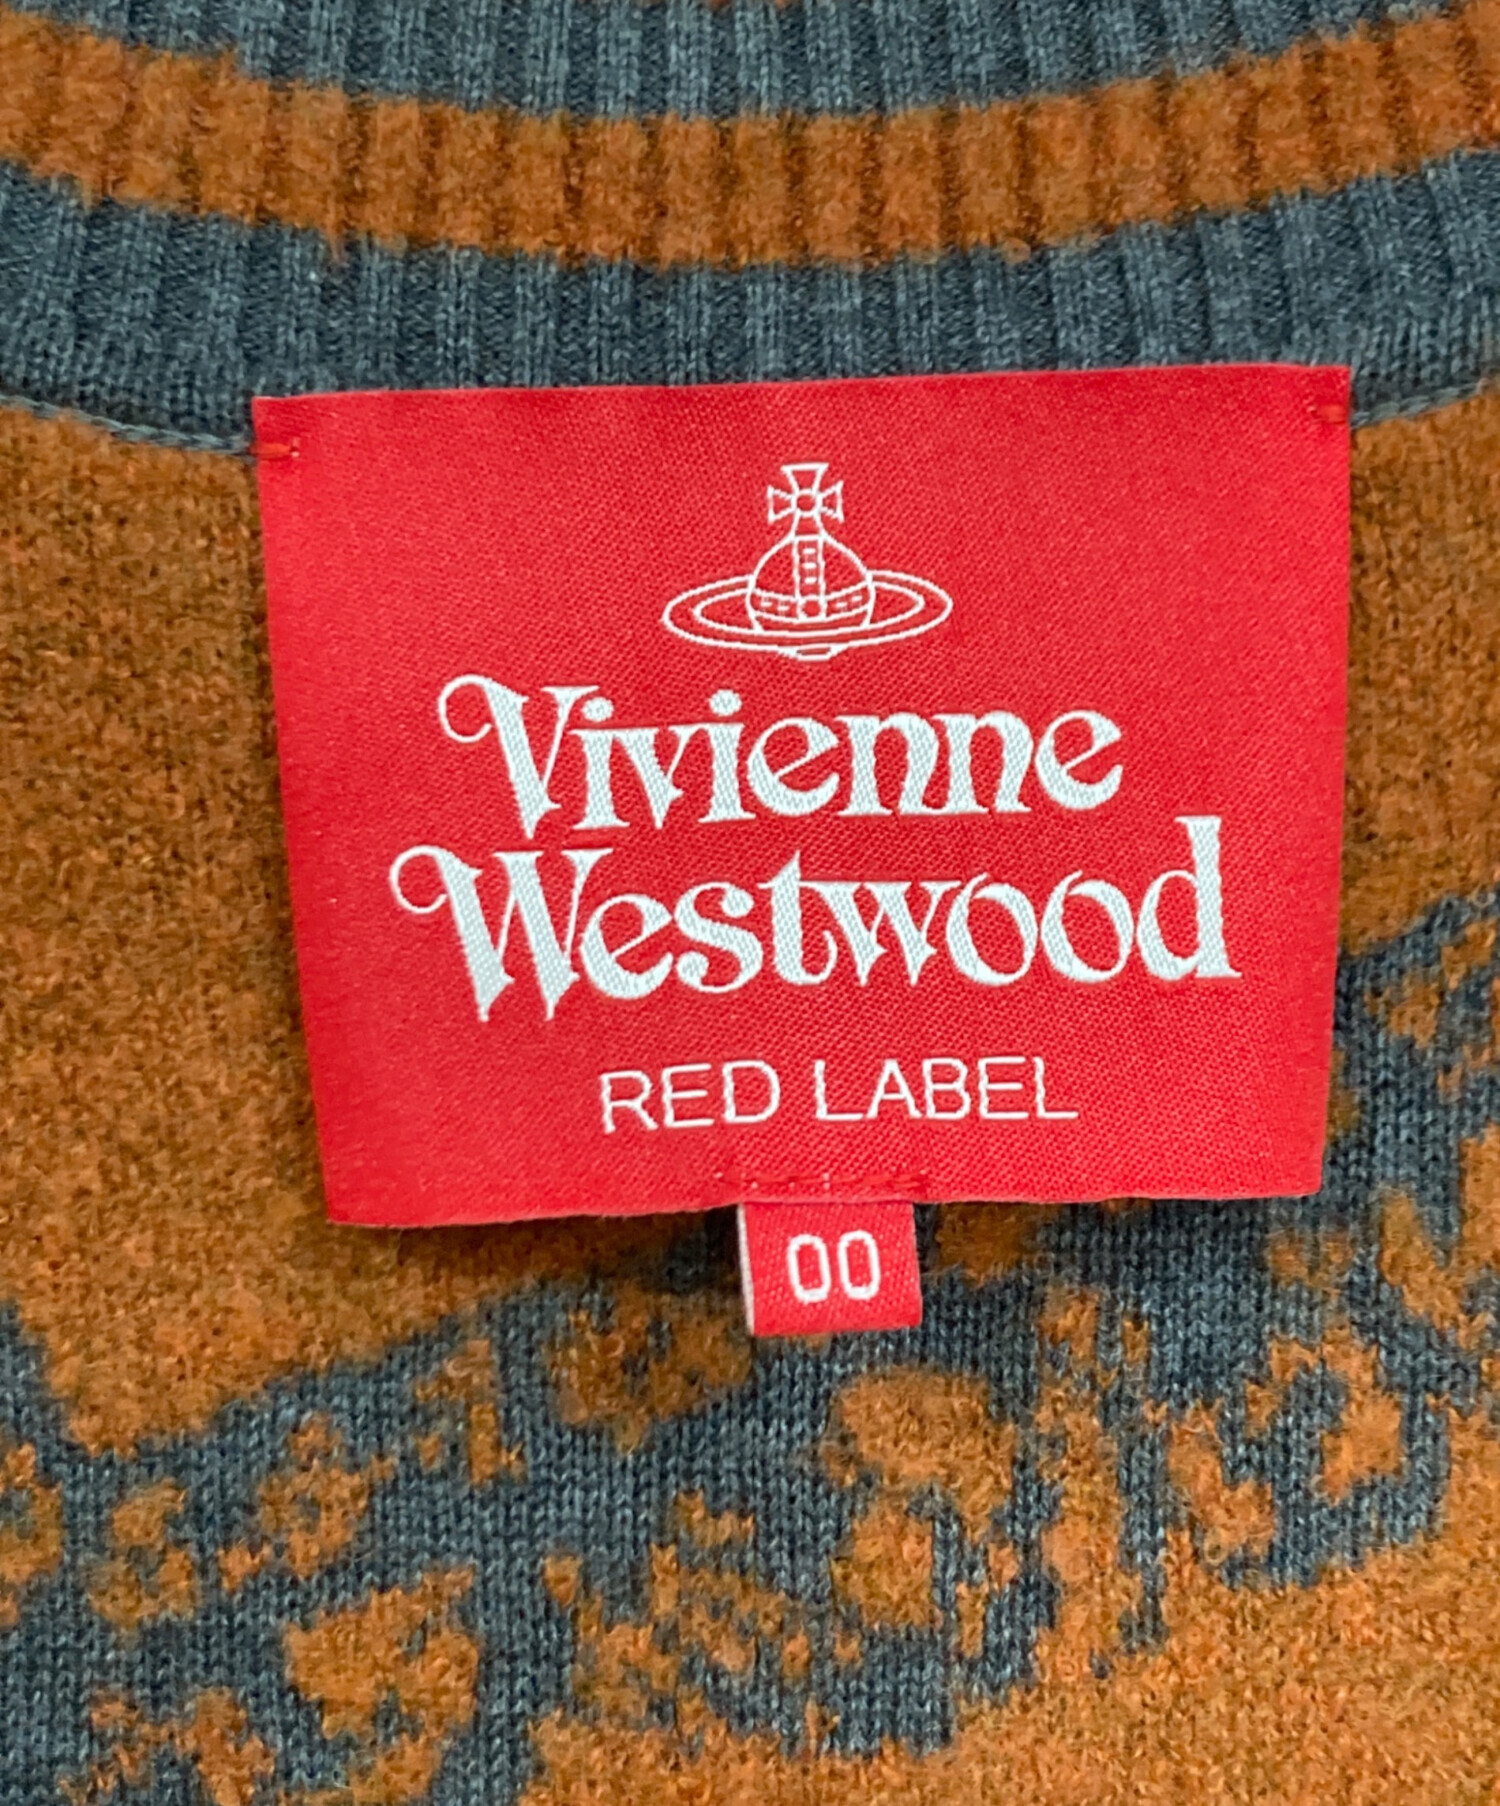 Vivienne
Westwood
RED LABEL
00